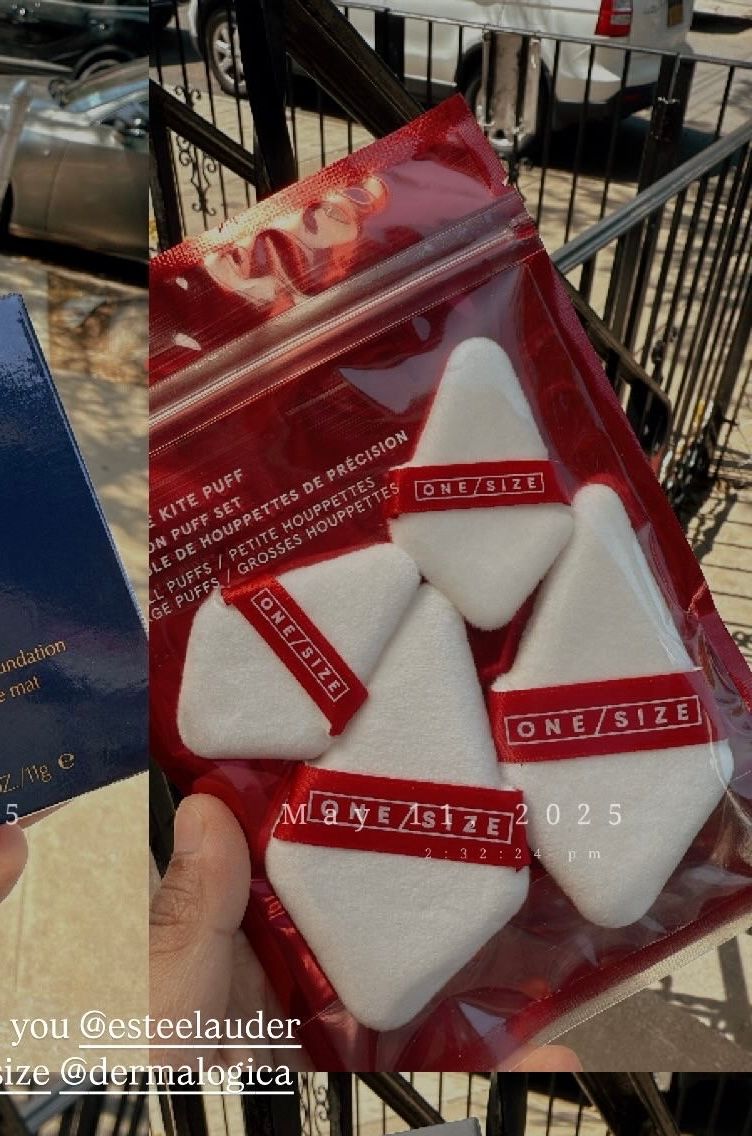 KITE PUFF
ON PUFF SET
LE DE HOUPPETTES DE PRÉCISION
LL PUFFS / PETITE HOUPPETTES
GE PUFFS / GROSSES HOUPPETTES
ONE/SIZE
ONE/SIZE
ONE/SIZE
ONE/SIZE
undation
e mat
Z./11g e
5
May 11, 2025
2:32:24 pm
you @esteelauder
size @dermalogica